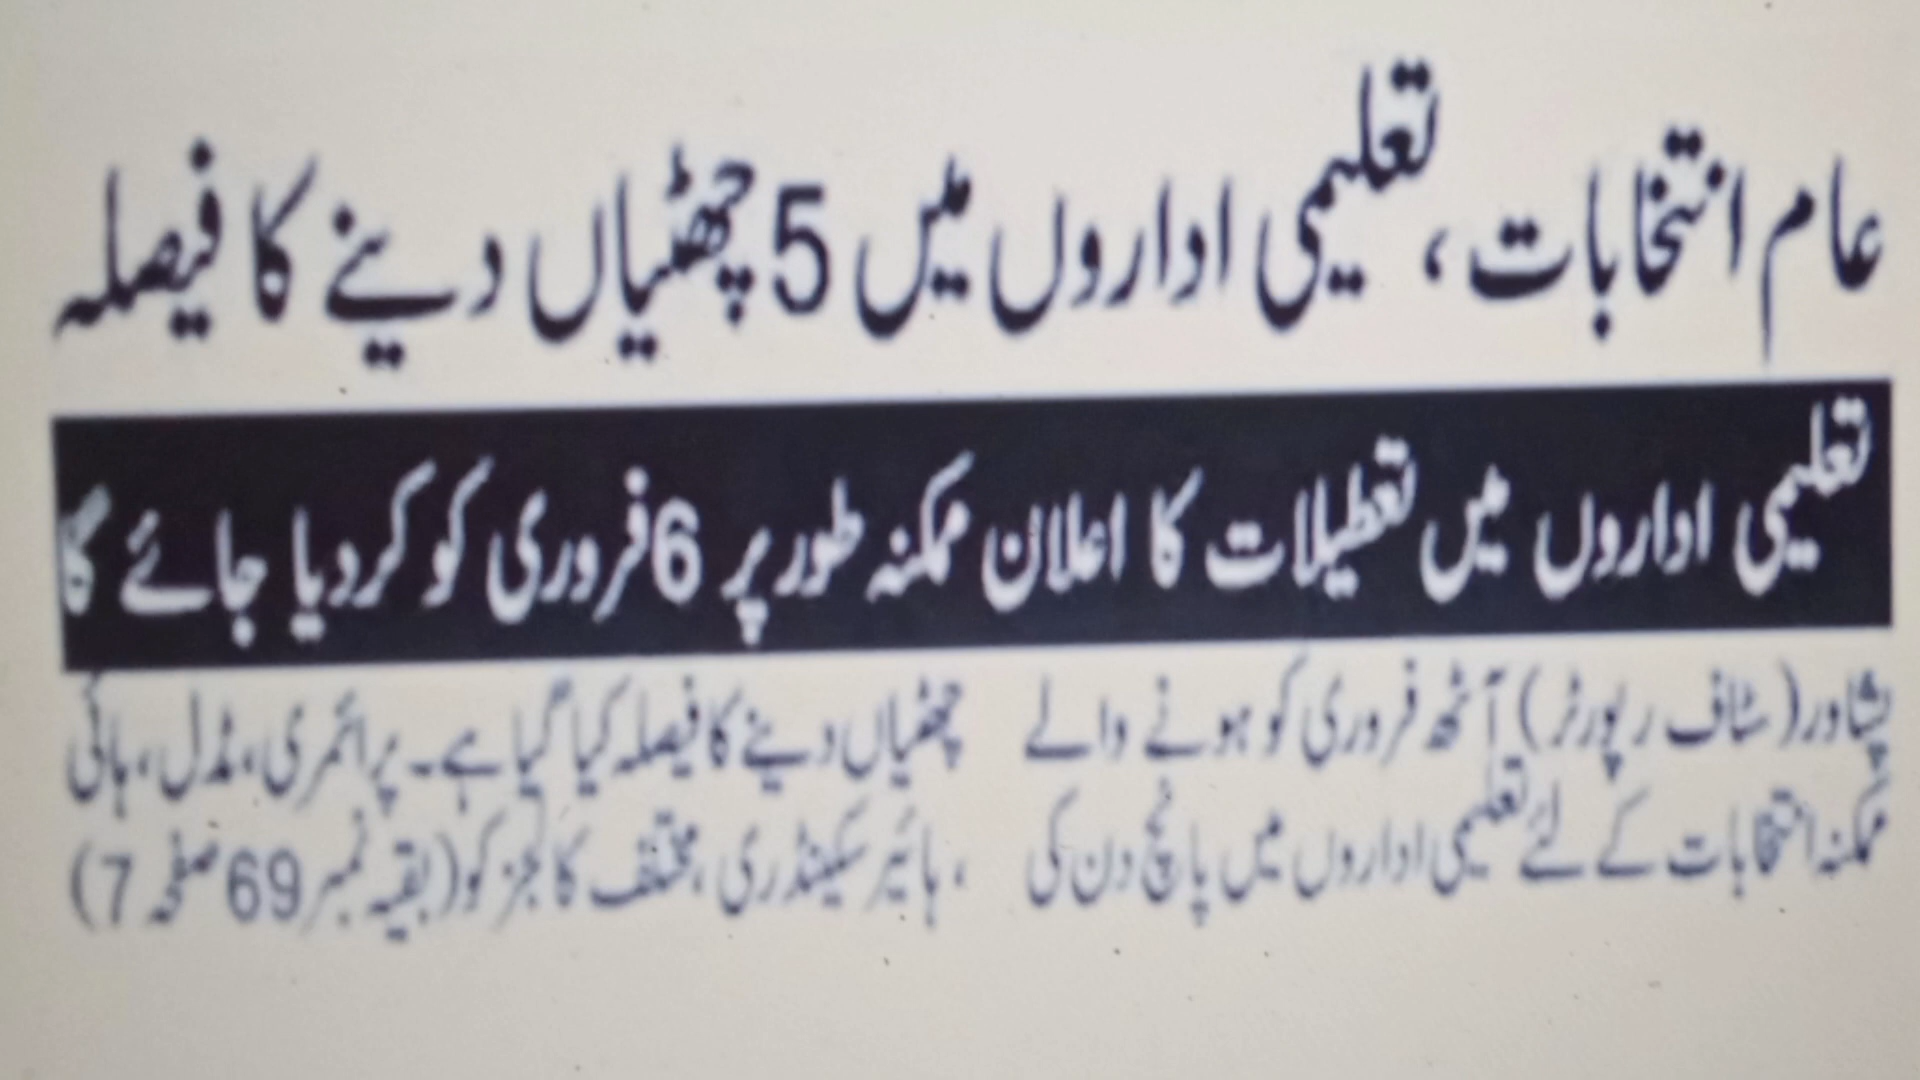 عام انتخابات، تعلیمی اداروں میں 5 چھٹیاں دینے کا فیصلہ
تعلیمی اداروں میں تعطیلات کا اعلان ممکنہ طور پر 6 فروری کو کر دیا جائے گا
پشاور (سٹاف رپورٹر) آٹھ فروری کو ہونے والے
ممکنہ انتخابات کے لئے تعلیمی اداروں میں پانچ دن کی
چھٹیاں دینے کا فیصلہ کیا گیا ہے۔ پرائمری، مڈل، ہائی
، ہائیر سیکنڈری، مختلف کالجز کو (بقیہ نمبر 69 صفحہ 7)